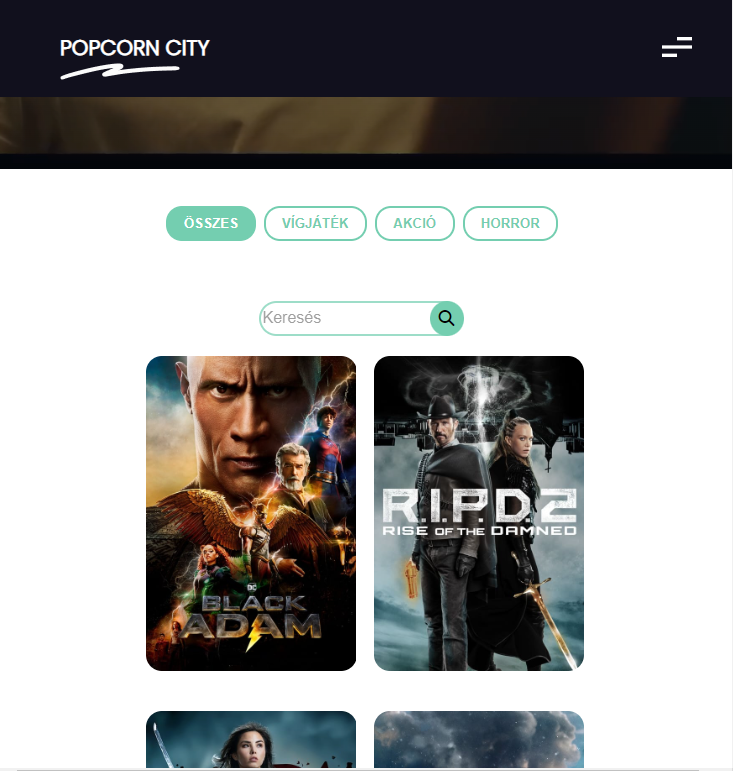 POPCORN CITY
ÖSSZES
VÍGJÁTÉK
AKCIÓ
HORROR
Keresés
DC
BLACK
ADAM
R.I.P.D.2
RISE OF THE DAMNED